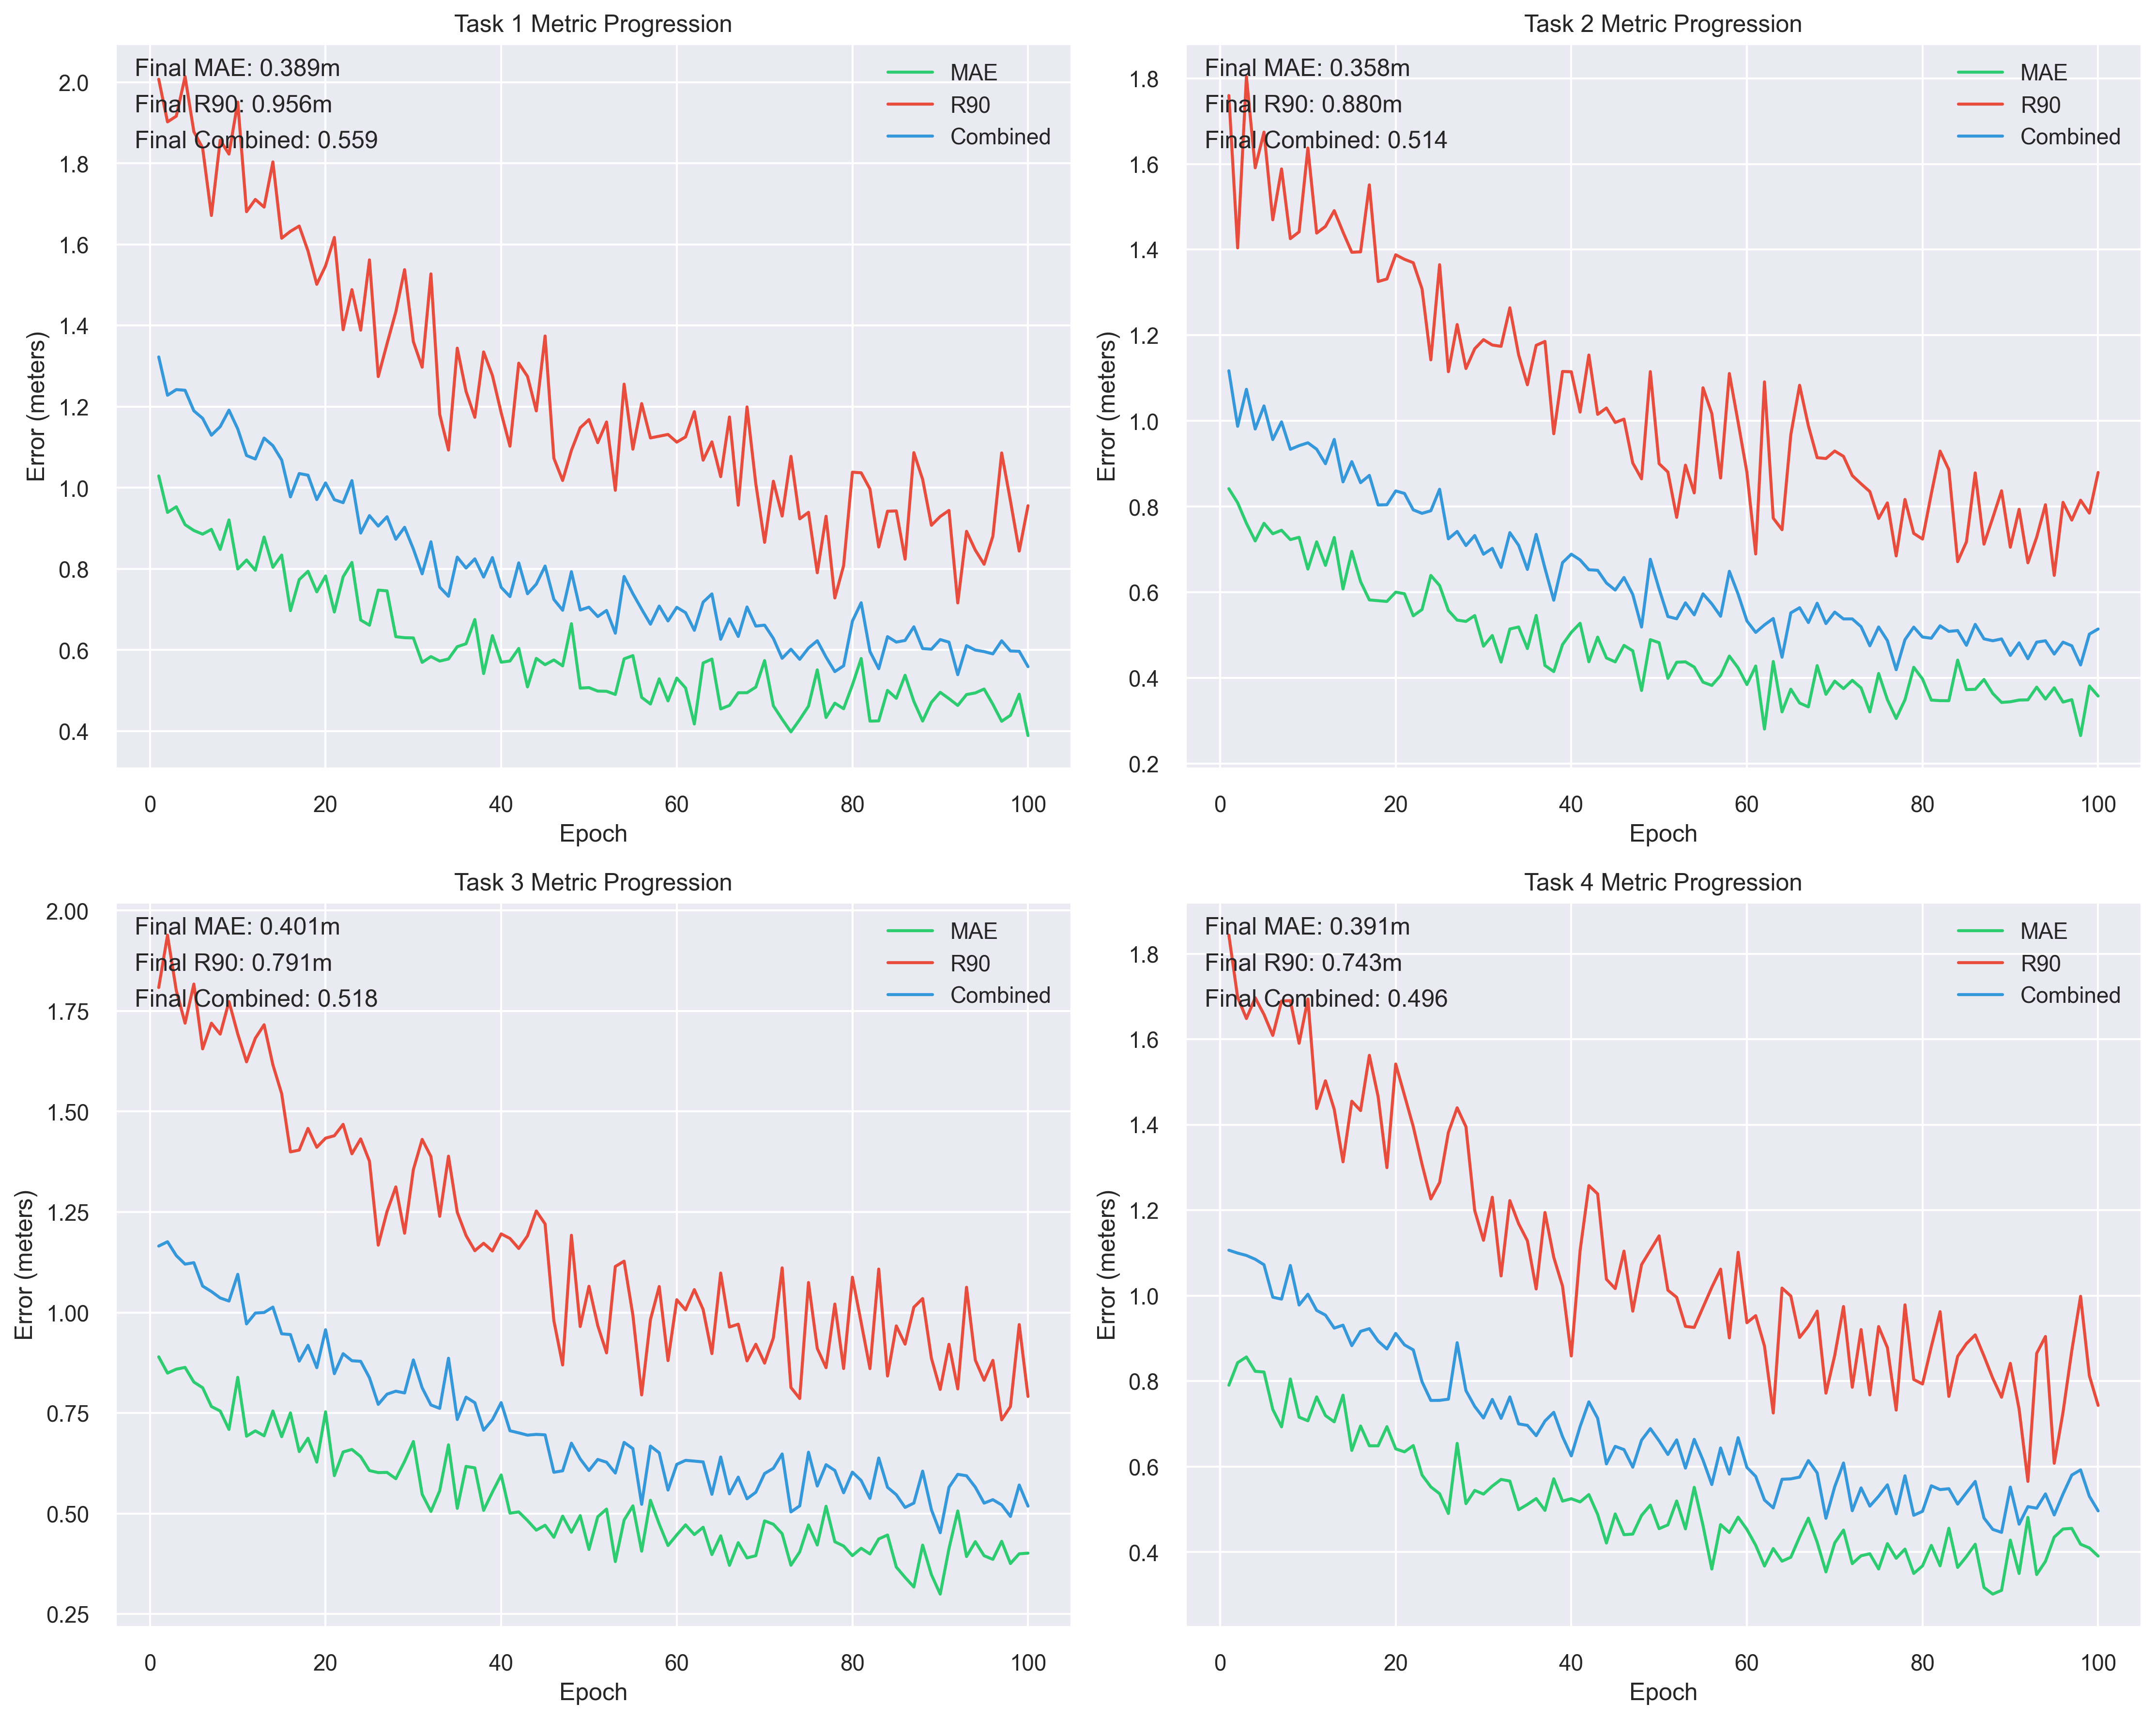 Task 1 Metric Progression
Final MAE: 0.389m
Final R90: 0.956m
Final Combined: 0.559
MAE
R90
Combined
Error (meters)
2.0
1.8
1.6
1.4
1.2
1.0
0.8
0.6
0.4
0 20 40 60 80 100
Epoch
Task 2 Metric Progression
Final MAE: 0.358m
Final R90: 0.880m
Final Combined: 0.514
MAE
R90
Combined
Error (meters)
1.8
1.6
1.4
1.2
1.0
0.8
0.6
0.4
0.2
0 20 40 60 80 100
Epoch
Task 3 Metric Progression
Final MAE: 0.401m
Final R90: 0.791m
Final Combined: 0.518
MAE
R90
Combined
Error (meters)
2.00
1.75
1.50
1.25
1.00
0.75
0.50
0.25
0 20 40 60 80 100
Epoch
Task 4 Metric Progression
Final MAE: 0.391m
Final R90: 0.743m
Final Combined: 0.496
MAE
R90
Combined
Error (meters)
1.8
1.6
1.4
1.2
1.0
0.8
0.6
0.4
0 20 40 60 80 100
Epoch